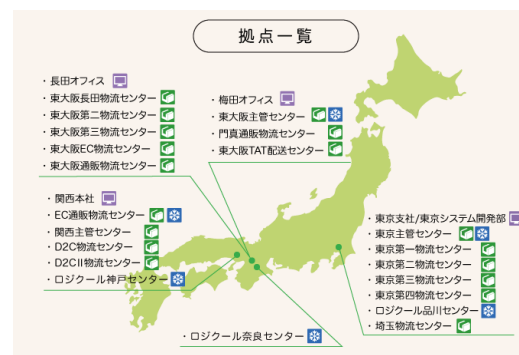 拠点一覧
・長田オフィス
・東大阪長田物流センター
・東大阪第二物流センター
・東大阪第三物流センター
・東大阪EC物流センター
・東大阪通販物流センター
・梅田オフィス
・東大阪主管センター
・門真通販物流センター
・東大阪TAT配送センター
・関西本社
・EC通販物流センター
・関西主管センター
・D2C物流センター
・D2CⅡ物流センター
・ロジクール神戸センター
・東京支社/東京システム開発部
・東京主管センター
・東京第一物流センター
・東京第二物流センター
・東京第三物流センター
・東京第四物流センター
・ロジクール品川センター
・埼玉物流センター
・ロジクール奈良センター